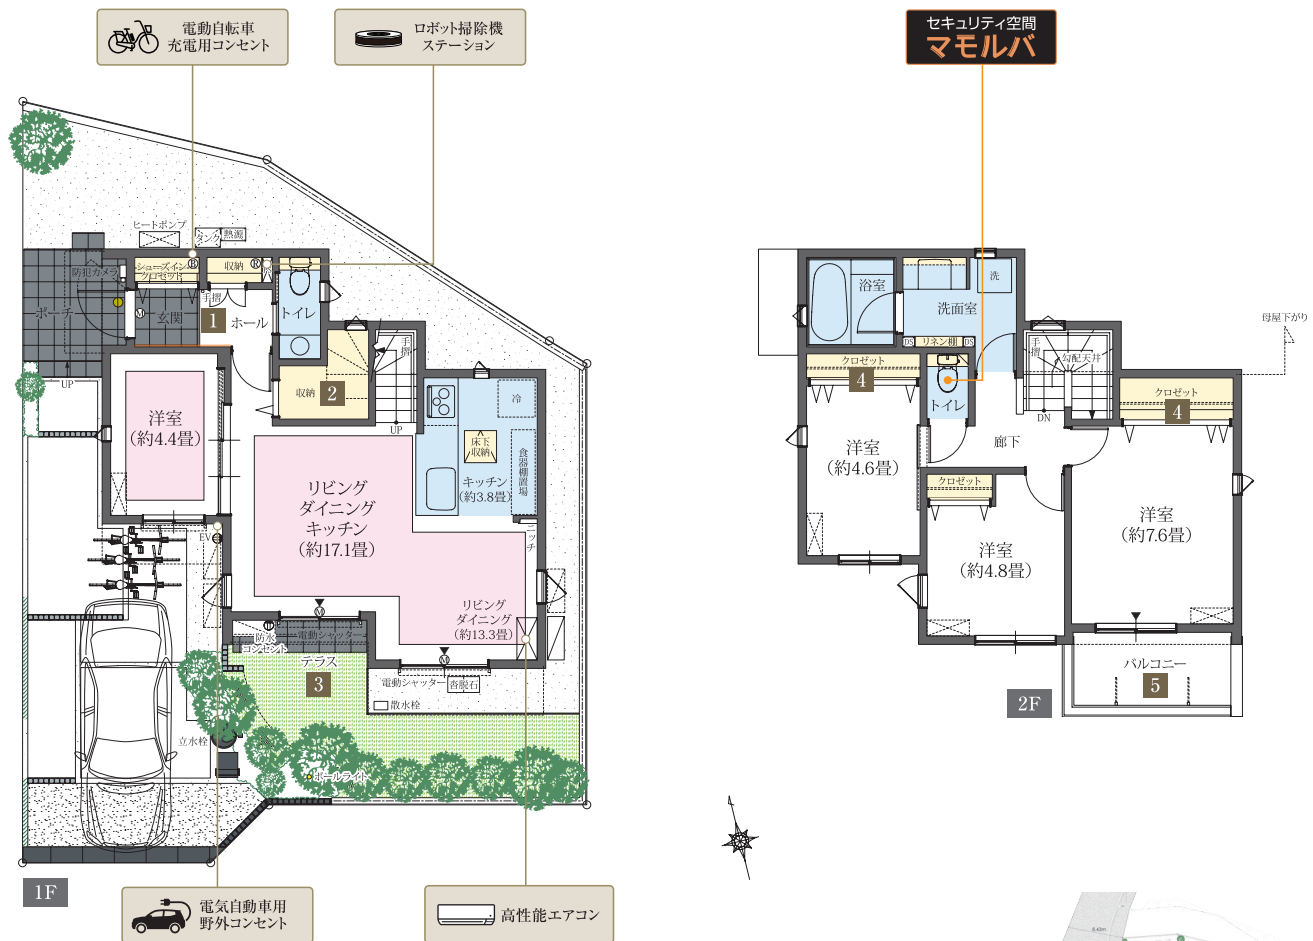 電動自転車
充電用コンセント
ロボット掃除機
ステーション
セキュリティ空間
マモルバ
ヒートポンプ
タンク
熱源
防犯カメラ
シューズイン
クロゼット
R
収納
R
トイレ
ポーチ
M
玄関
手摺
1
ホール
UP
手摺
収納
2
UP
洋室
(約4.4畳)
冷
床下
収納
食器棚置場
キッチン
(約3.8畳)
ニッチ
リビング
ダイニング
キッチン
(約17.1畳)
EV
リビング
ダイニング
(約13.3畳)
M
防水
コンセント
電動シャッター
テラス
3
M
電動シャッター
沓脱石
散水栓
立水栓
ポールライト
1F
電気自動車用
野外コンセント
高性能エアコン
浴室
洗
洗面室
DS
リネン棚
DS
母屋下がり
クロゼット
4
トイレ
手摺
勾配天井
DN
クロゼット
4
廊下
洋室
(約4.6畳)
クロゼット
洋室
(約4.8畳)
洋室
(約7.6畳)
バルコニー
5
2F